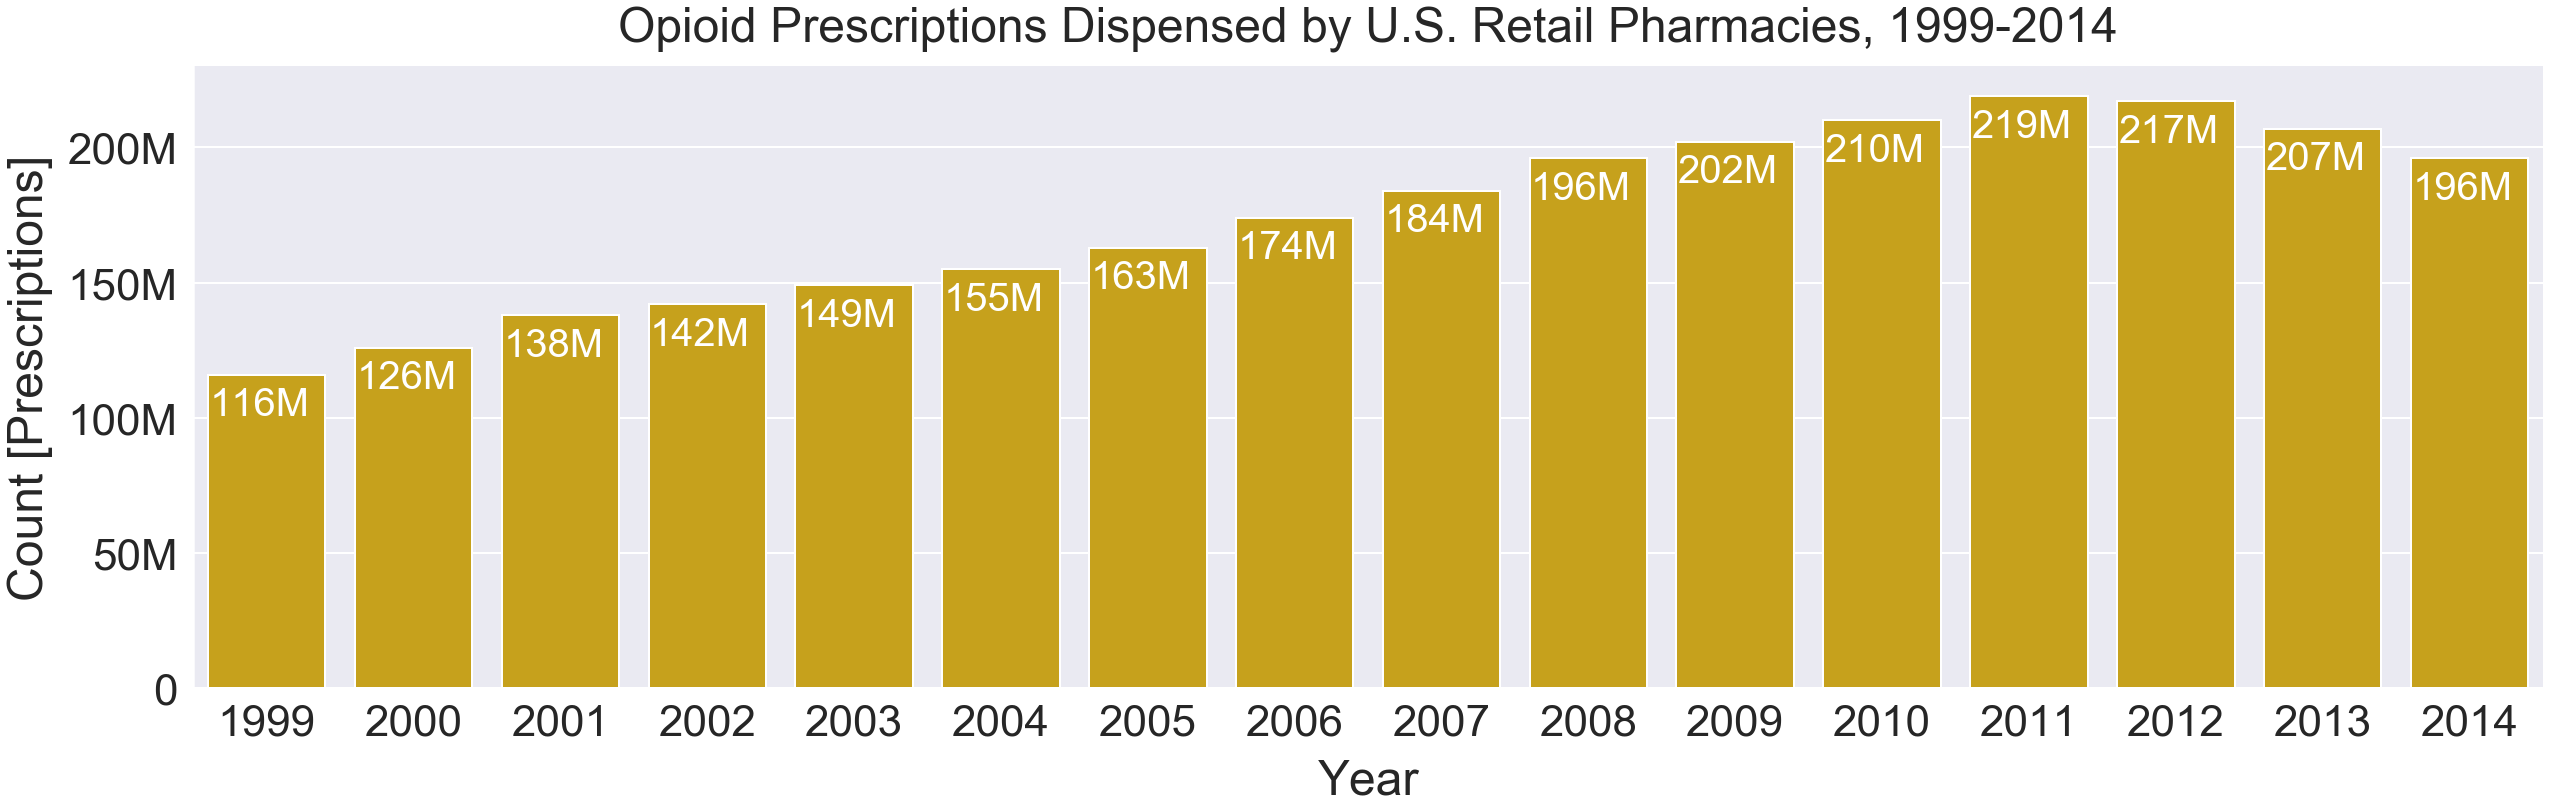 Opioid Prescriptions Dispensed by U.S. Retail Pharmacies, 1999-2014
Count [Prescriptions]
200M
150M
100M
50M
0
116M
126M
138M
142M
149M
155M
163M
174M
184M
196M
202M
210M
219M
217M
207M
196M
1999 2000 2001 2002 2003 2004 2005 2006 2007 2008 2009 2010 2011 2012 2013 2014
Year